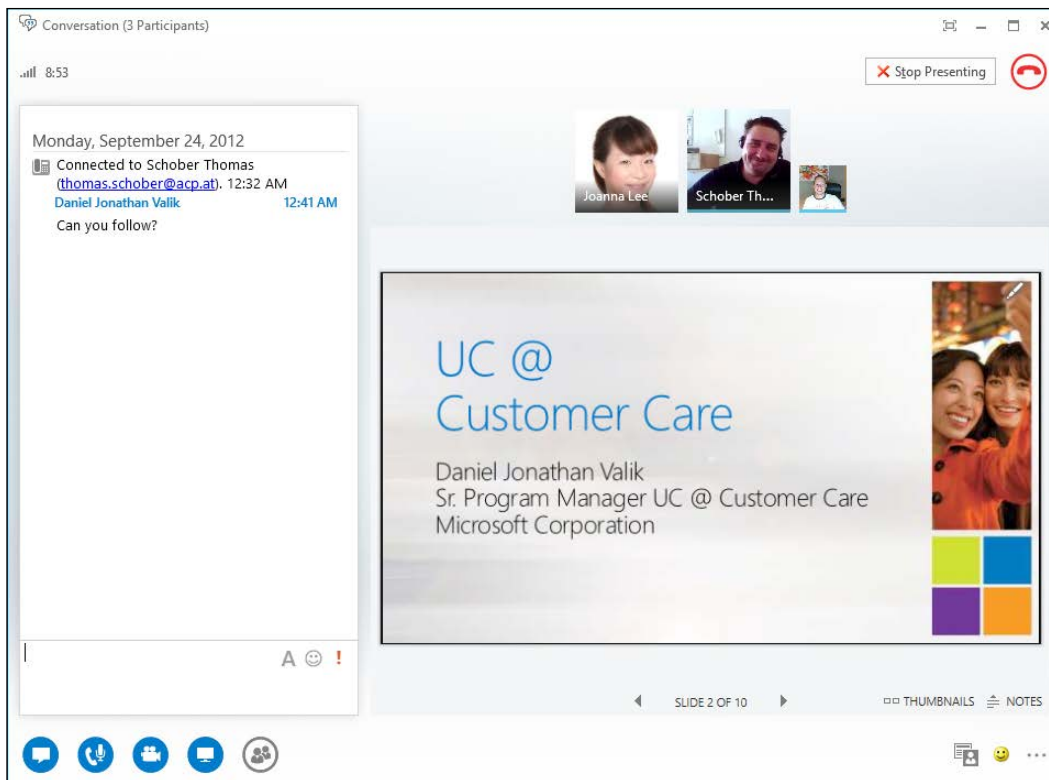 Conversation (3 Participants)
8:53
Stop Presenting
Monday, September 24, 2012
Connected to Schober Thomas
(thomas.schober@acp.at). 12:32 AM
Daniel Jonathan Valik 12:41 AM
Can you follow?
Joanna Lee
Schober Th...
UC @
Customer Care
Daniel Jonathan Valik
Sr. Program Manager UC @ Customer Care
Microsoft Corporation
A
!
SLIDE 2 OF 10
THUMBNAILS
NOTES